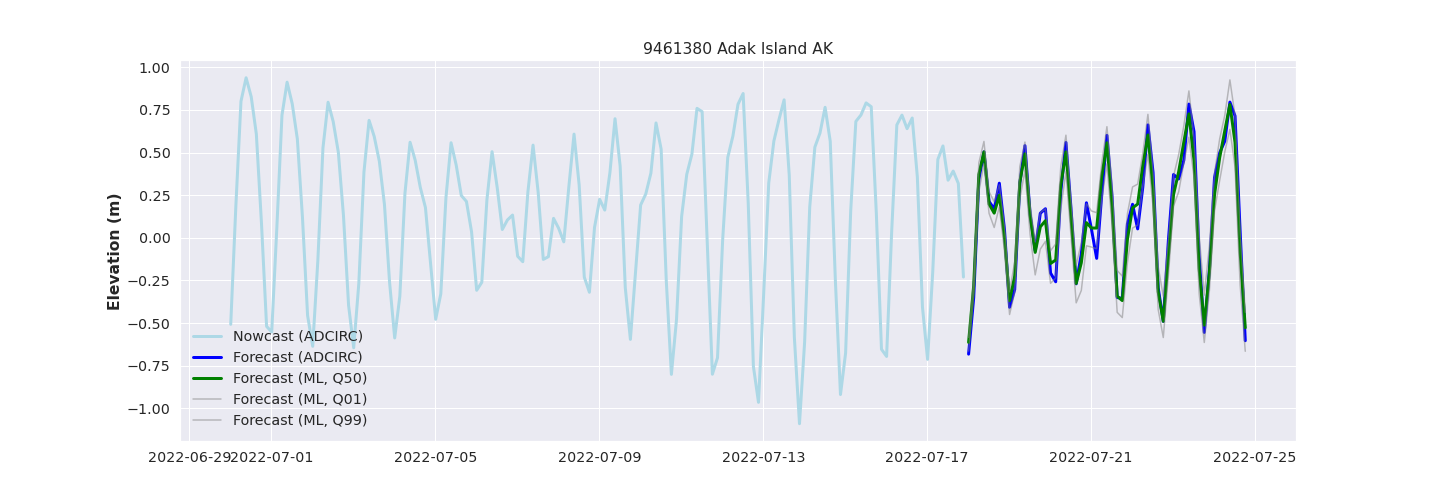 9461380 Adak Island AK
1.00
0.75
0.50
0.25
0.00
−0.25
−0.50
−0.75
−1.00
Elevation (m)
Nowcast (ADCIRC)
Forecast (ADCIRC)
Forecast (ML, Q50)
Forecast (ML, Q01)
Forecast (ML, Q99)
2022-06-29 2022-07-01 2022-07-05 2022-07-09 2022-07-13 2022-07-17 2022-07-21 2022-07-25